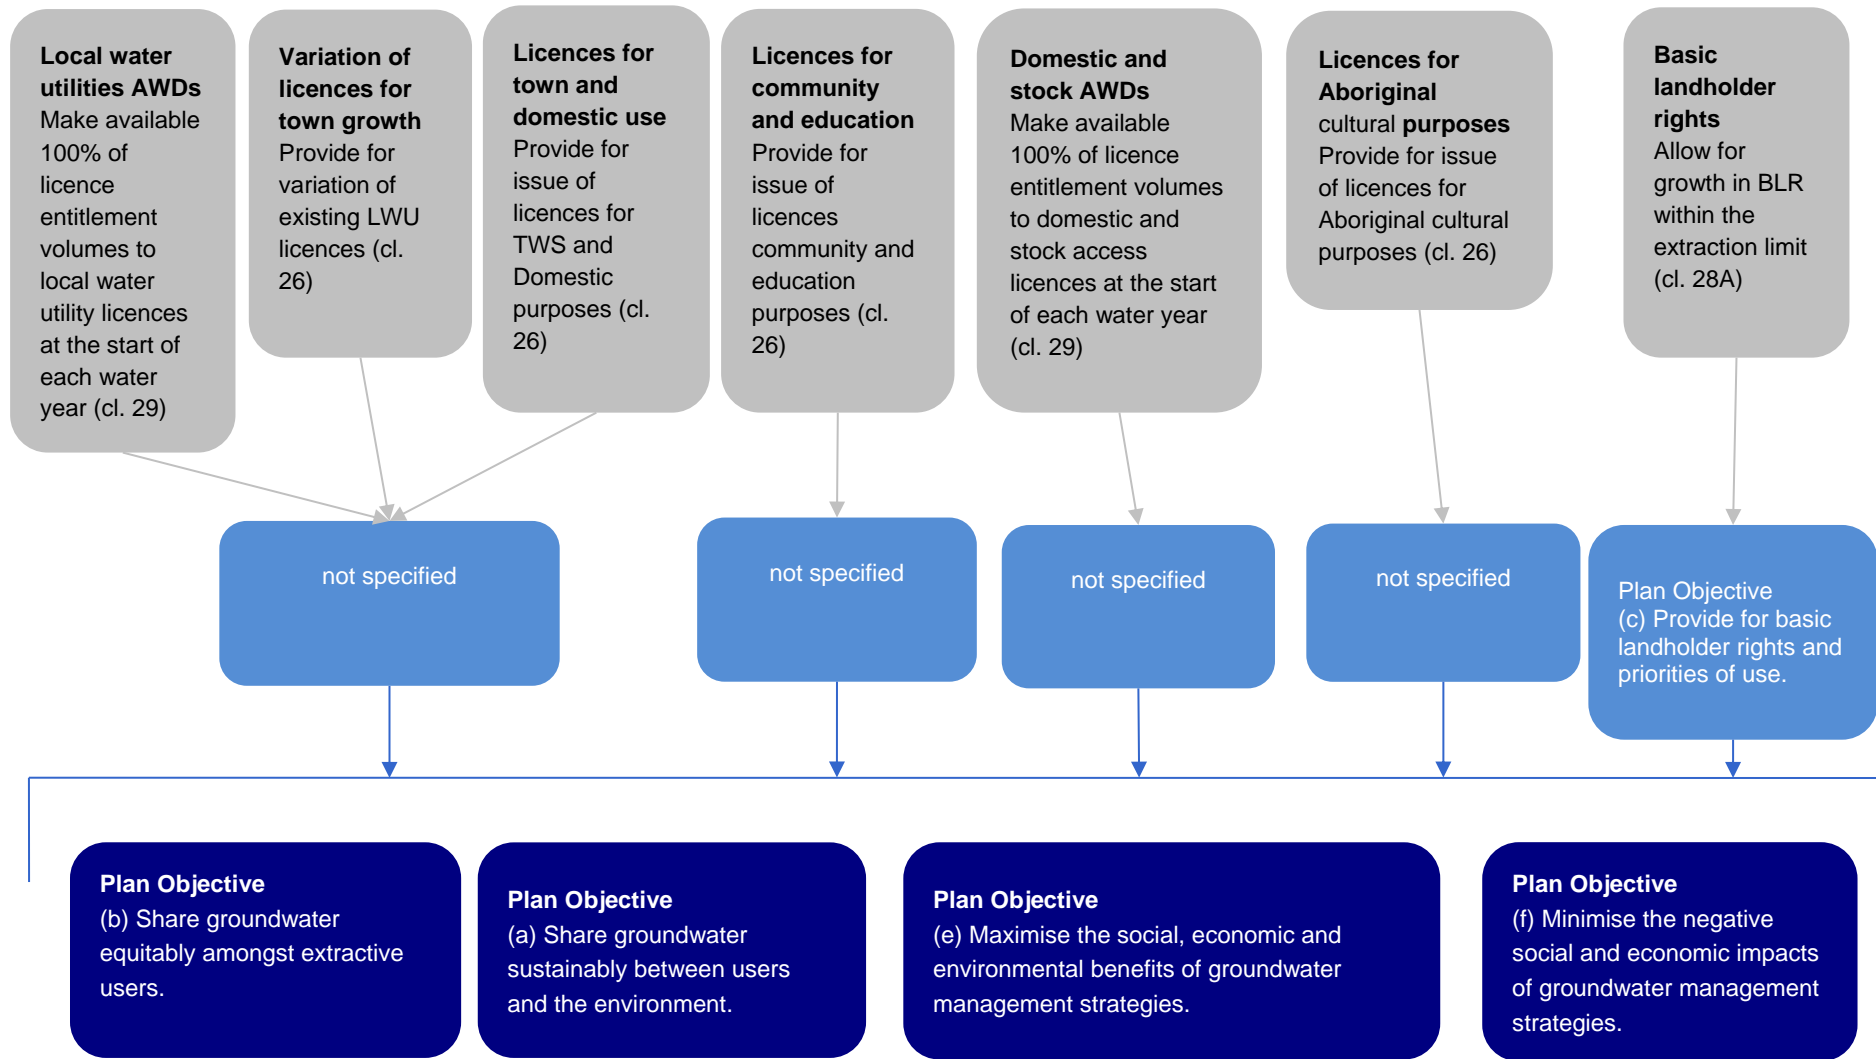 Local water
utilities AWDs
Make available
100% of
licence
entitlement
volumes to
local water
utility licences
at the start of
each water
year (cl. 29)
Variation of
licences for
town growth
Provide for
variation of
existing LWU
licences (cl.
26)
Licences for
town and
domestic use
Provide for
issue of
licences for
TWS and
Domestic
purposes (cl.
26)
Licences for
community
and education
Provide for
issue of
licences
community and
education
purposes (cl.
26)
Domestic and
stock AWDs
Make available
100% of licence
entitlement volumes
to domestic and
stock access
licences at the start
of each water year
(cl. 29)
Licences for
Aboriginal
cultural purposes
Provide for issue
of licences for
Aboriginal cultural
purposes (cl. 26)
Basic
landholder
rights
Allow for
growth in BLR
within the
extraction limit
(cl. 28A)
not specified
not specified
not specified
not specified
Plan Objective
(c) Provide for basic
landholder rights and
priorities of use.
Plan Objective
(b) Share groundwater
equitably amongst extractive
users.
Plan Objective
(a) Share groundwater
sustainably between users
and the environment.
Plan Objective
(e) Maximise the social, economic and
environmental benefits of groundwater
management strategies.
Plan Objective
(f) Minimise the negative
social and economic impacts
of groundwater management
strategies.